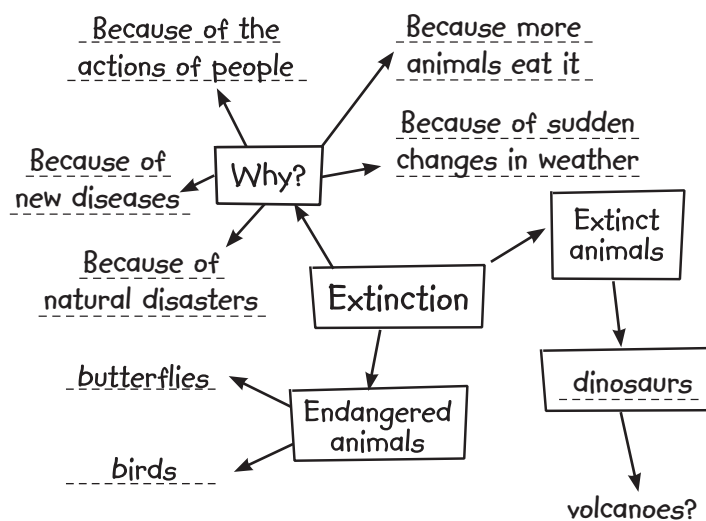 Because of the
actions of people
Because more
animals eat it
Because of sudden
changes in weather
Because of
new diseases
Why?
Because of
natural disasters
Extinction
Extinct
animals
dinosaurs
volcanoes?
Endangered
animals
butterflies
birds